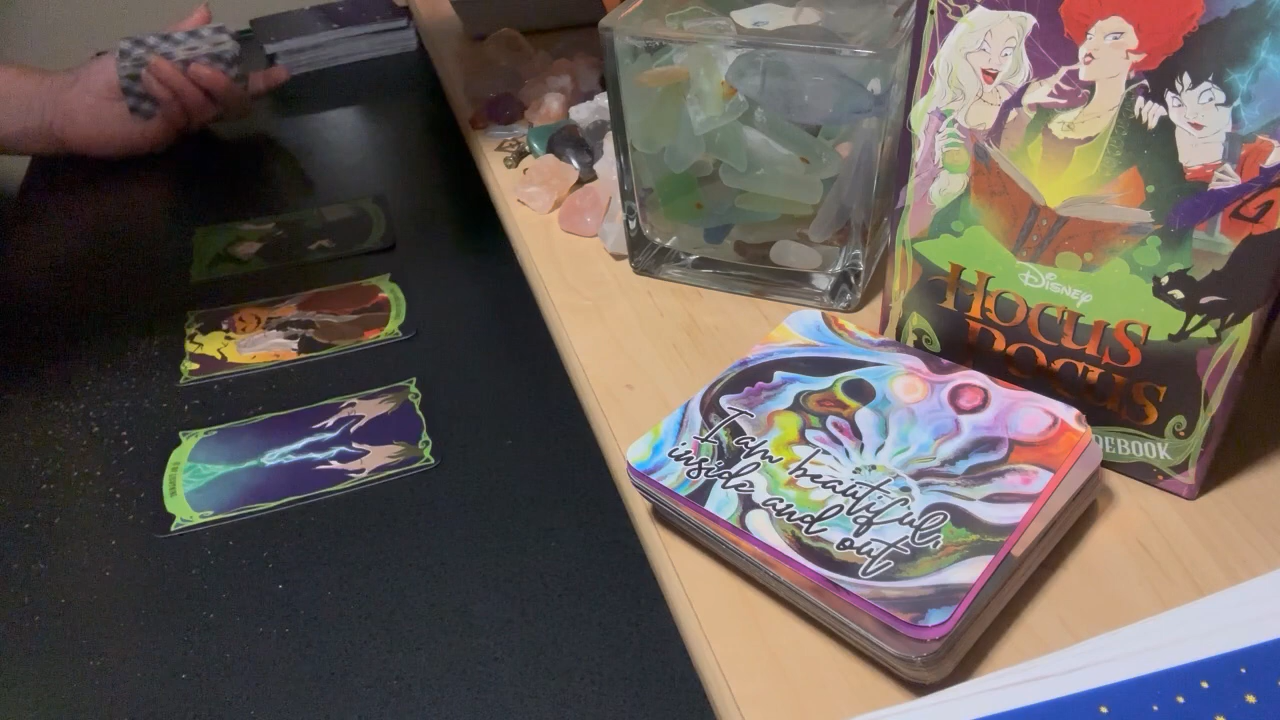 Disney
Hocus
Pocus
DEBOOK
I am beautiful,
inside and out